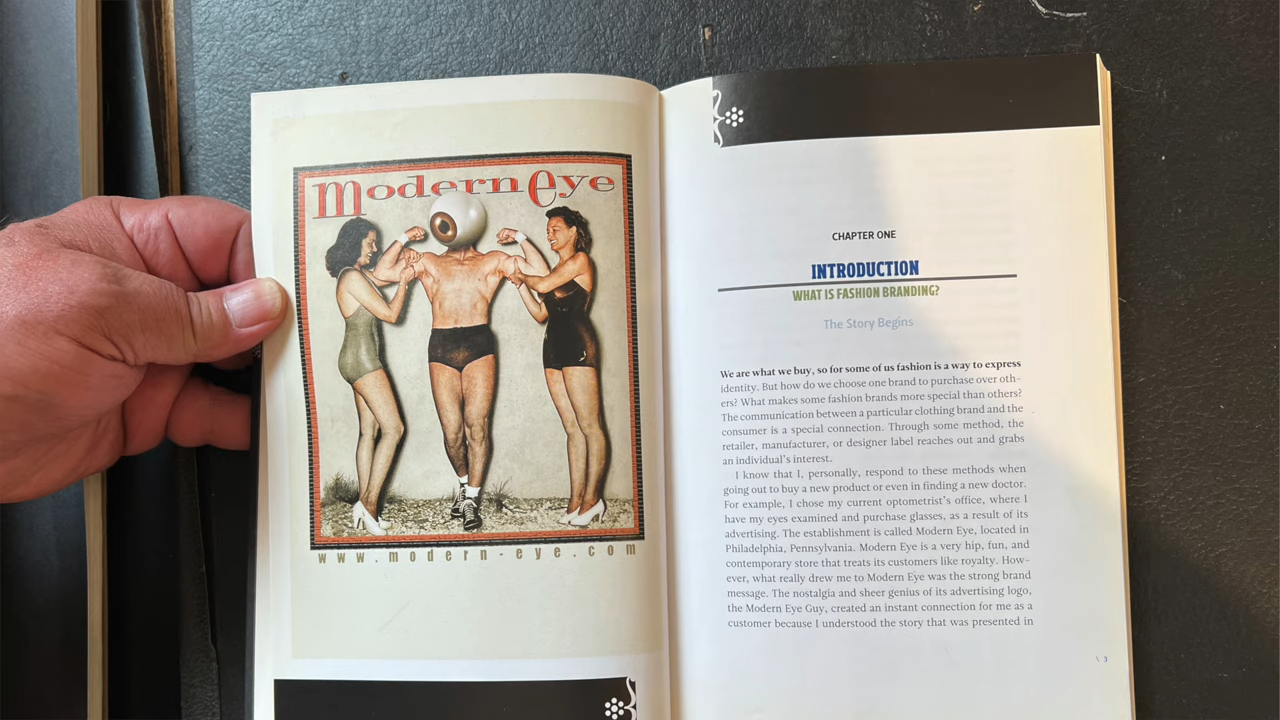 Modern Eye
www.modern-eye.com
CHAPTER ONE
INTRODUCTION
WHAT IS FASHION BRANDING?
The Story Begins
We are what we buy, so for some of us fashion is a way to express
identity. But how do we choose one brand to purchase over oth-
ers? What makes some fashion brands more special than others?
The communication between a particular clothing brand and the
consumer is a special connection. Through some method, the
retailer, manufacturer, or designer label reaches out and grabs
an individual's interest.
I know that I, personally, respond to these methods when
going out to buy a new product or even in finding a new doctor.
For example, I chose my current optometrist's office, where I
have my eyes examined and purchase glasses, as a result of its
advertising. The establishment is called Modern Eye, located in
Philadelphia, Pennsylvania. Modern Eye is a very hip, fun, and
contemporary store that treats its customers like royalty. How-
ever, what really drew me to Modern Eye was the strong brand
message. The nostalgia and sheer genius of its advertising logo,
the Modern Eye Guy, created an instant connection for me as a
customer because I understood the story that was presented in
\ 3